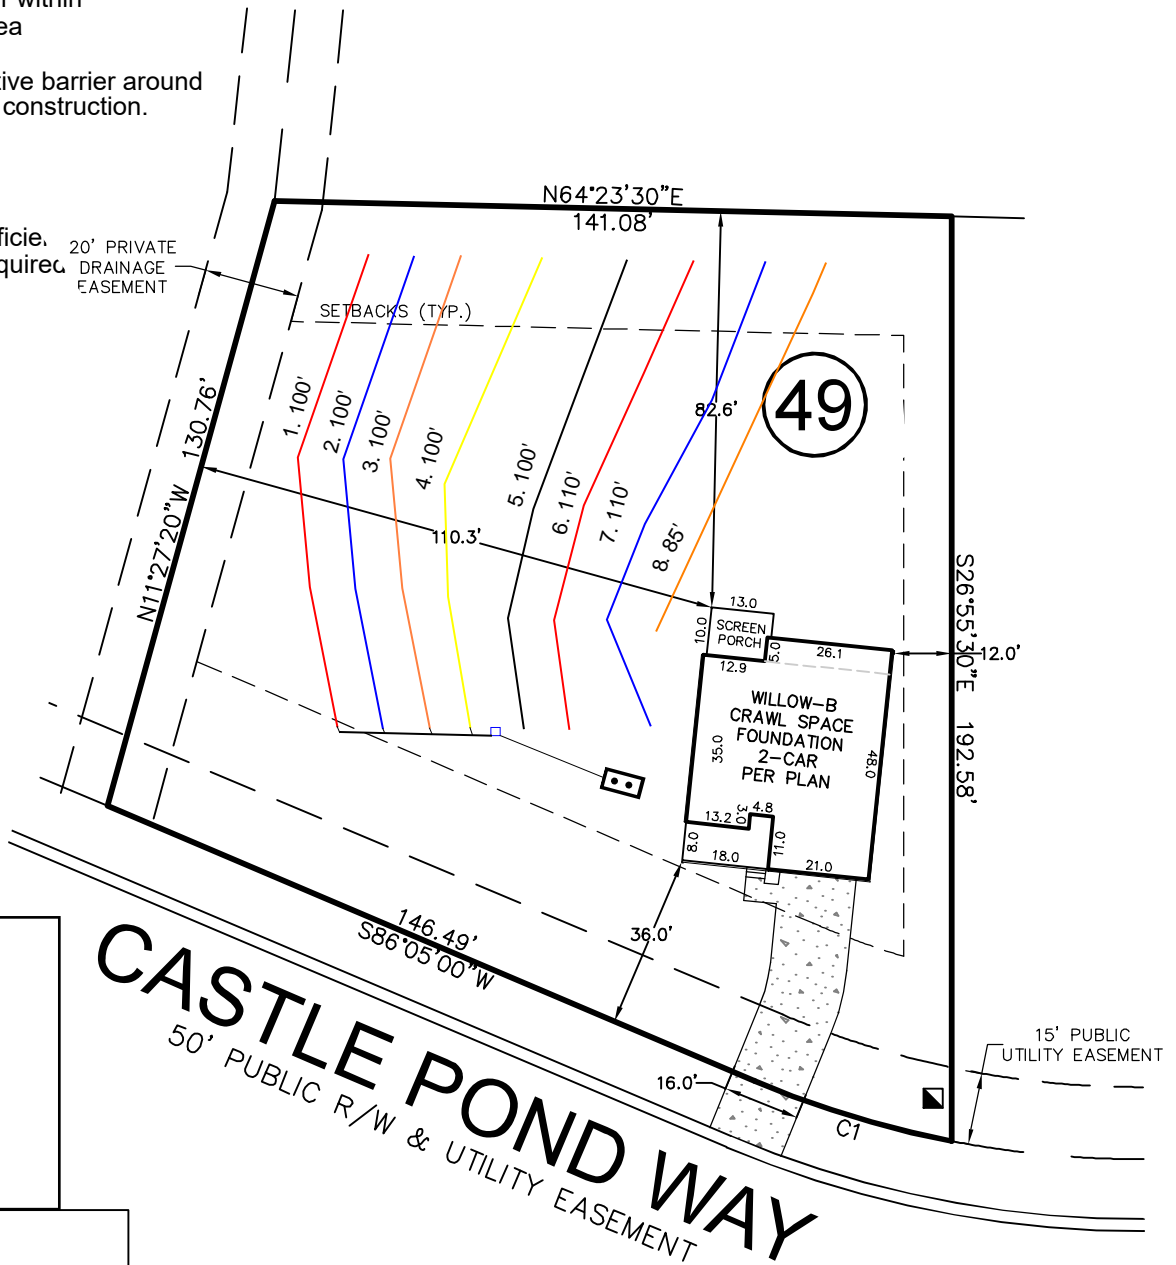 within
ea
tive barrier around
construction.
20' PRIVATE
DRAINAGE
EASEMENT
N64°23'30"E
141.08'
SETBACKS (TYP.)
N11°27'20"W 130.76'
1. 100'
2. 100'
3. 100'
4. 100'
5. 100'
6. 110'
7. 110'
8. 85'
82.6'
49
110.3'
S26°55'30"E 192.58'
12.0'
13.0
10.0
SCREEN
PORCH
5.0
26.1
12.9
WILLOW-B
CRAWL SPACE
FOUNDATION
2-CAR
PER PLAN
35.0
48.0
13.2
3.0
4.8
8.0
18.0
11.0
21.0
36.0'
146.49'
S86°05'00"W
CASTLE POND WAY
50' PUBLIC R/W & UTILITY EASEMENT
16.0'
C1
15' PUBLIC
UTILITY EASEMENT